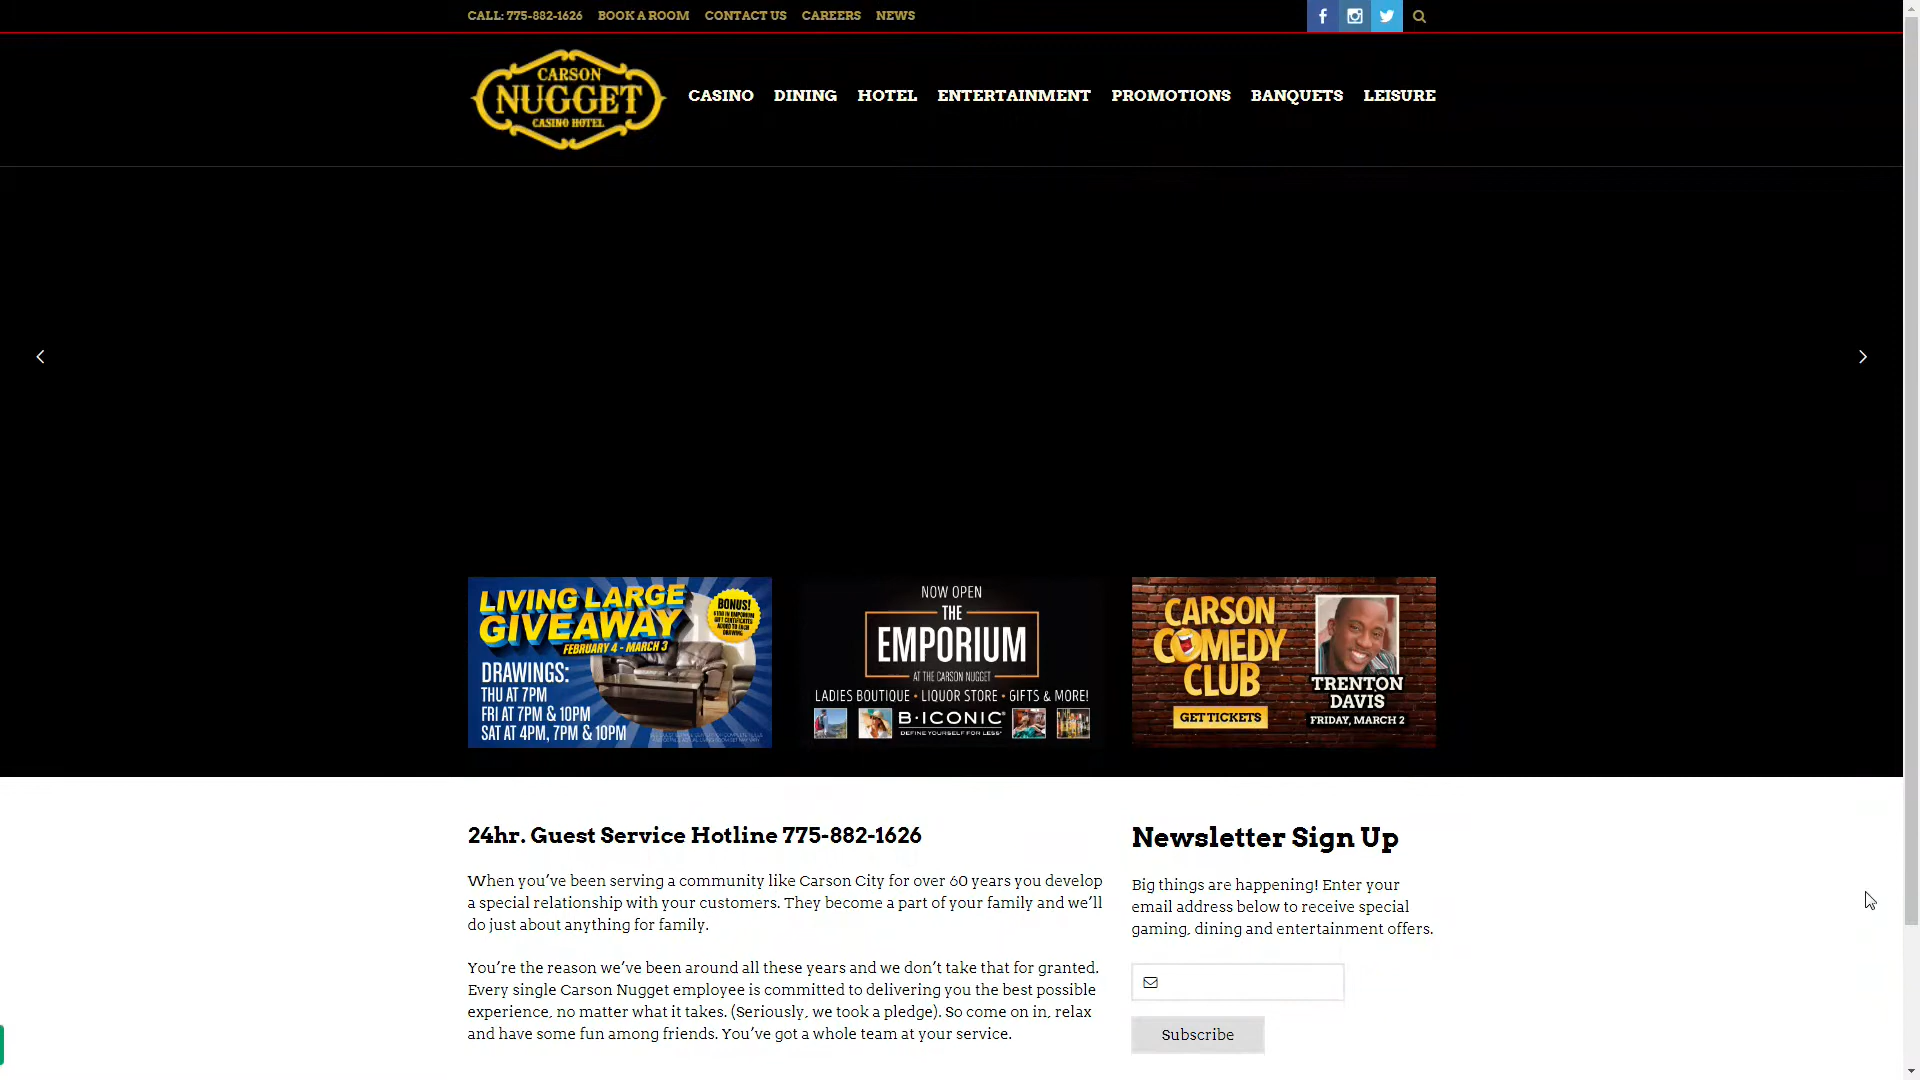 CALL: 775-882-1626 BOOK A ROOM CONTACT US CAREERS NEWS
CARSON
NUGGET
CASINO HOTEL
CASINO DINING HOTEL ENTERTAINMENT PROMOTIONS BANQUETS LEISURE
LIVING LARGE
GIVEAWAY
FEBRUARY 4 - MARCH 3
BONUS!
DRAWINGS:
THU AT 7PM
FRI AT 7PM & 10PM
SAT AT 4PM, 7PM & 10PM
NOW OPEN
THE
EMPORIUM
AT THE CARSON NUGGET
LADIES BOUTIQUE • LIQUOR STORE • GIFTS & MORE!
B·ICONIC
DEFINE YOURSELF FOR LESS
CARSON
COMEDY
CLUB
GET TICKETS
TRENTON
DAVIS
FRIDAY, MARCH 2
24hr. Guest Service Hotline 775-882-1626
When you’ve been serving a community like Carson City for over 60 years you develop
a special relationship with your customers. They become a part of your family and we’ll
do just about anything for family.
You’re the reason we’ve been around all these years and we don’t take that for granted.
Every single Carson Nugget employee is committed to delivering you the best possible
experience, no matter what it takes. (Seriously, we took a pledge). So come on in, relax
and have some fun among friends. You’ve got a whole team at your service.
Newsletter Sign Up
Big things are happening! Enter your
email address below to receive special
gaming, dining and entertainment offers.
Subscribe